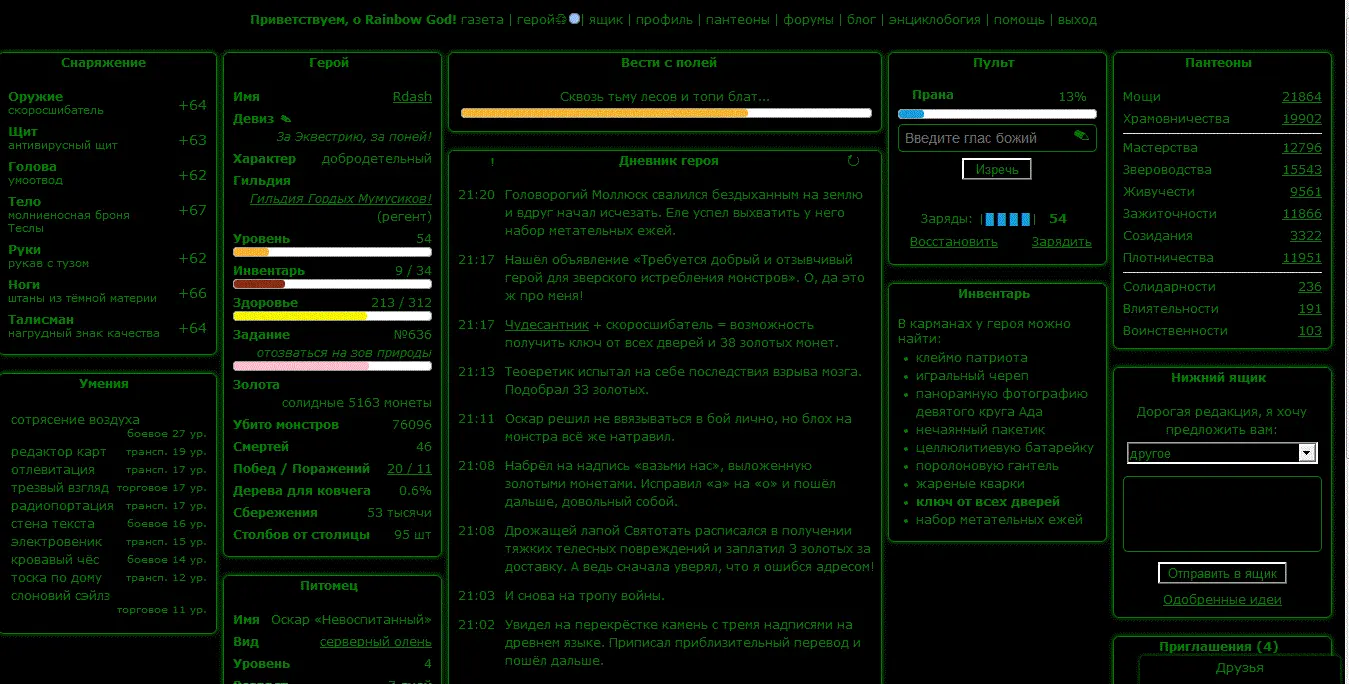 Приветствуем, о Rainbow God! газета | герой | ящик | профиль | пантеоны | форумы | блог | энциклобогия | помощь | выход
Снаряжение
Оружие
скоросшибатель +64
Щит
антивирусный щит +63
Голова
умоотвод +62
Тело
молниеносная броня
Теслы +67
Руки
рукав с тузом +62
Ноги
штаны из тёмной материи +66
Талисман
нагрудный знак качества +64
Умения
сотрясение воздуха
боевое 27 ур.
редактор карт трансп. 19 ур.
отлевитация трансп. 17 ур.
трезвый взгляд торговое 17 ур.
радиопортация трансп. 17 ур.
стена текста боевое 16 ур.
электровеник трансп. 15 ур.
кровавый чёс боевое 14 ур.
тоска по дому трансп. 12 ур.
слоновий сэйлз
торговое 11 ур.
Герой
Имя Rdash
Девиз
За Эквестрию, за поней!
Характер добродетельный
Гильдия
Гильдия Гордых Мумусиков!
(регент)
Уровень 54
Инвентарь 9 / 34
Здоровье 213 / 312
Задание №636
отозваться на зов природы
Золота
солидные 5163 монеты
Убито монстров 76096
Смертей 46
Побед / Поражений 20 / 11
Дерева для ковчега 0.6%
Сбережения 53 тысячи
Столбов от столицы 95 шт
Питомец
Имя Оскар «Невоспитанный»
Вид серверный олень
Уровень 4
Вести с полей
Сквозь тьму лесов и топи блат...
! Дневник героя
21:20 Головорогий Моллюск свалился бездыханным на землю
и вдруг начал исчезать. Еле успел выхватить у него
набор метательных ежей.
21:17 Нашёл объявление «Требуется добрый и отзывчивый
герой для зверского истребления монстров». О, да это
ж про меня!
21:17 Чудесантник + скоросшибатель = возможность
получить ключ от всех дверей и 38 золотых монет.
21:13 Теоеретик испытал на себе последствия взрыва мозга.
Подобрал 33 золотых.
21:11 Оскар решил не ввязываться в бой лично, но блох на
монстра всё же натравил.
21:08 Набрёл на надпись «вазьми нас», выложенную
золотыми монетами. Исправил «а» на «о» и пошёл
дальше, довольный собой.
21:08 Дрожащей лапой Святотать расписался в получении
тяжких телесных повреждений и заплатил 3 золотых за
доставку. А ведь сначала уверял, что я ошибся адресом!
21:03 И снова на тропу войны.
21:02 Увидел на перекрёстке камень с тремя надписями на
древнем языке. Приписал приблизительный перевод и
пошёл дальше.
Пульт
Прана 13%
Введите глас божий
Изречь
Заряды: 54
Восстановить Зарядить
Инвентарь
В карманах у героя можно
найти:
• клеймо патриота
• игральный череп
• панорамную фотографию
девятого круга Ада
• нечаянный пакетик
• целлюлитиевую батарейку
• поролоновую гантель
• жареные кварки
• ключ от всех дверей
• набор метательных ежей
Пантеоны
Мощи 21864
Храмовничества 19902
Мастерства 12796
Звероводства 15543
Живучести 9561
Зажиточности 11866
Созидания 3322
Плотничества 11951
Солидарности 236
Влиятельности 191
Воинственности 103
Нижний ящик
Дорогая редакция, я хочу
предложить вам:
другое
Отправить в ящик
Одобренные идеи
Приглашения (4)
Друзья